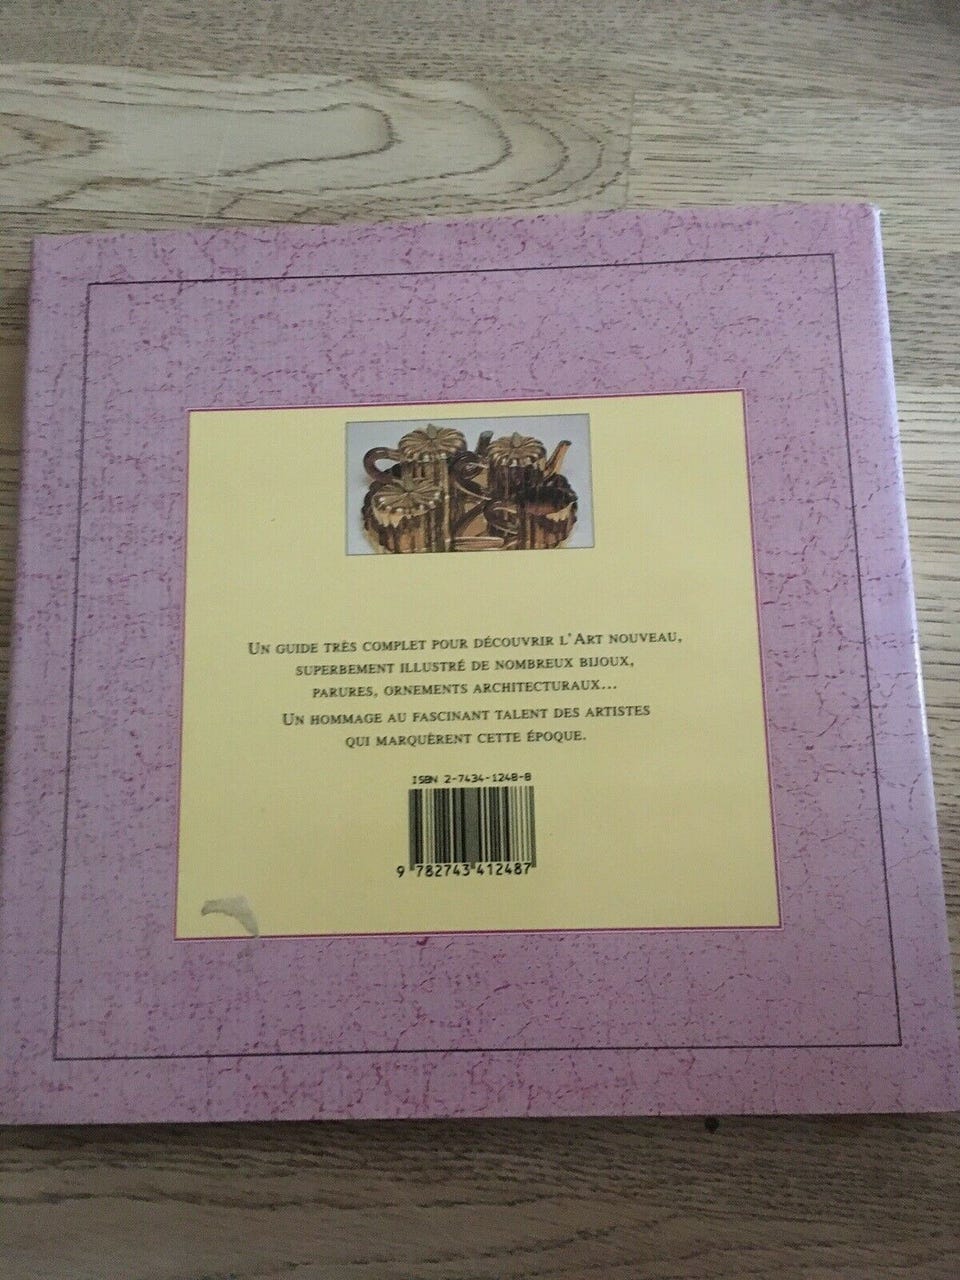 Un guide très complet pour découvrir l'Art nouveau,
superbement illustré de nombreux bijoux,
parures, ornements architecturaux...
Un hommage au fascinant talent des artistes
qui marquèrent cette époque.
ISBN 2-7434-1248-8
9 782743 412487